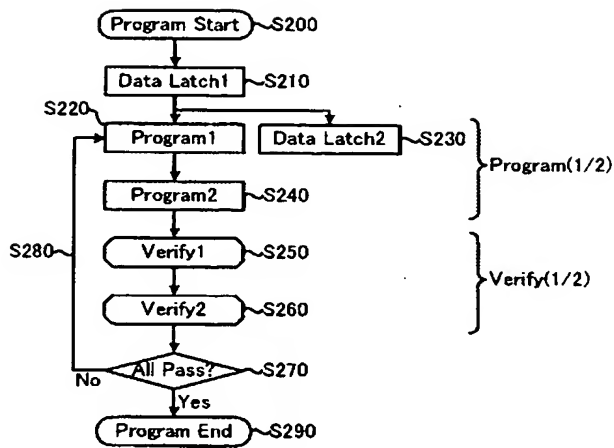 Program Start
S200
Data Latch1
S210
S220
Program1
Data Latch2
S230
Program(1/2)
Program2
S240
S280
Verify1
S250
Verify(1/2)
Verify2
S260
All Pass?
S270
No
Yes
Program End
S290